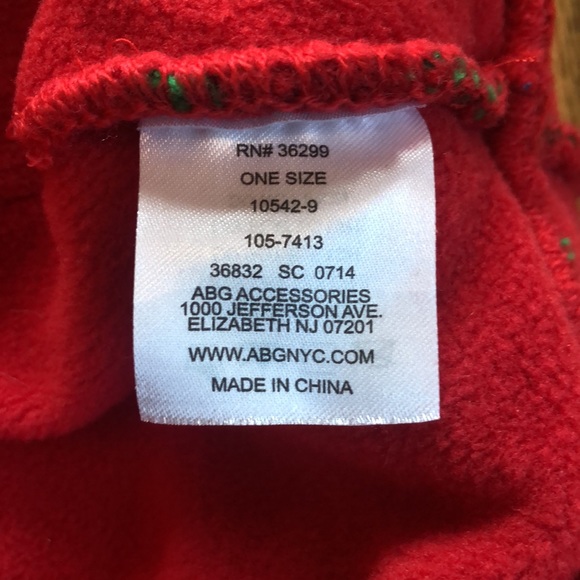 RN# 36299
ONE SIZE
10542-9
105-7413
36832 SC 0714
ABG ACCESSORIES
1000 JEFFERSON AVE.
ELIZABETH NJ 07201
WWW.ABGNYC.COM
MADE IN CHINA